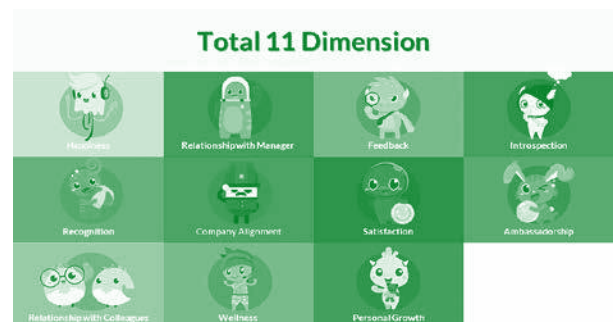 Total 11 Dimension
Happiness
Relationship with Manager
Feedback
Introspection
Recognition
Company Alignment
Satisfaction
Ambassadorship
Relationship with Colleagues
Wellness
Personal Growth